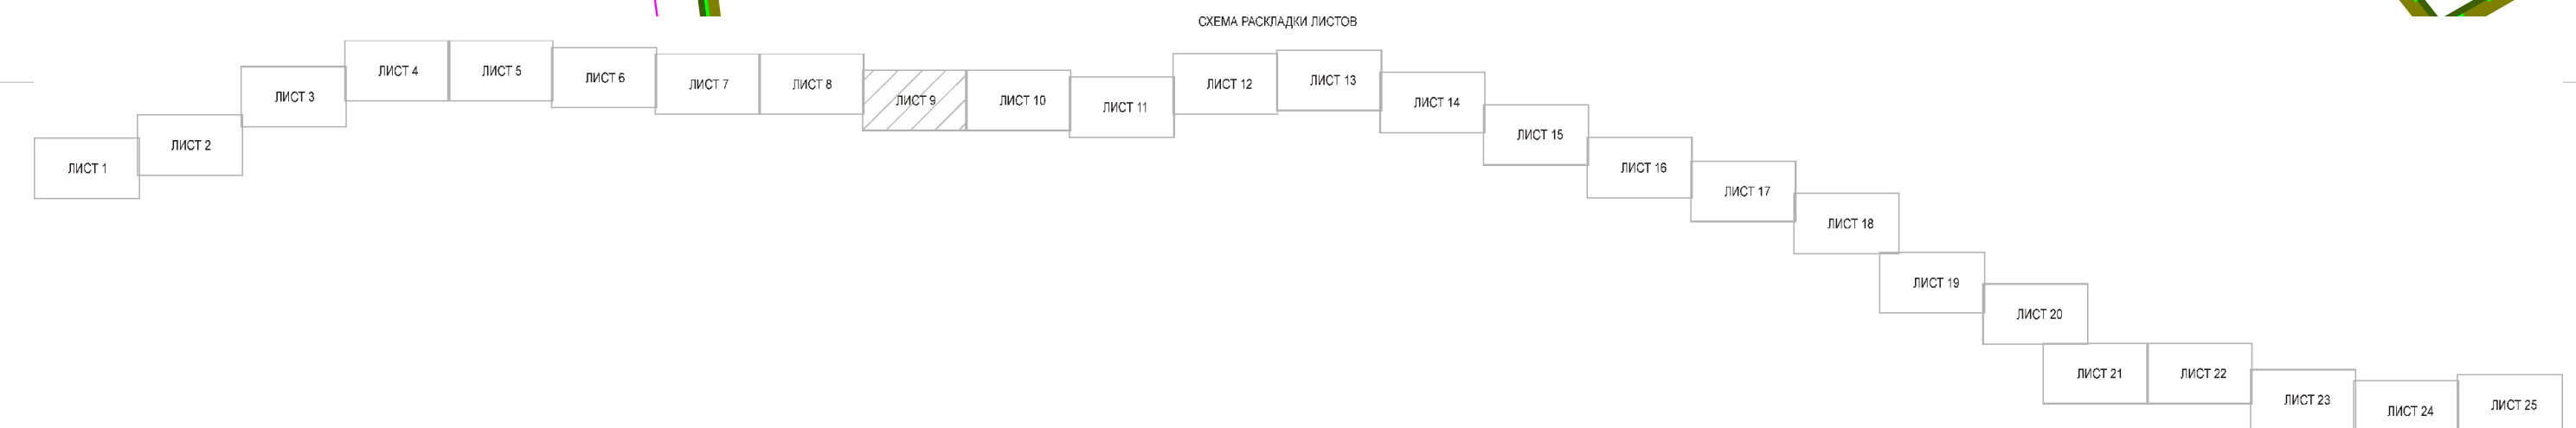 СХЕМА РАСКЛАДКИ ЛИСТОВ
ЛИСТ 1
ЛИСТ 2
ЛИСТ 3
ЛИСТ 4
ЛИСТ 5
ЛИСТ 6
ЛИСТ 7
ЛИСТ 8
ЛИСТ 9
ЛИСТ 10
ЛИСТ 11
ЛИСТ 12
ЛИСТ 13
ЛИСТ 14
ЛИСТ 15
ЛИСТ 16
ЛИСТ 17
ЛИСТ 18
ЛИСТ 19
ЛИСТ 20
ЛИСТ 21
ЛИСТ 22
ЛИСТ 23
ЛИСТ 24
ЛИСТ 25